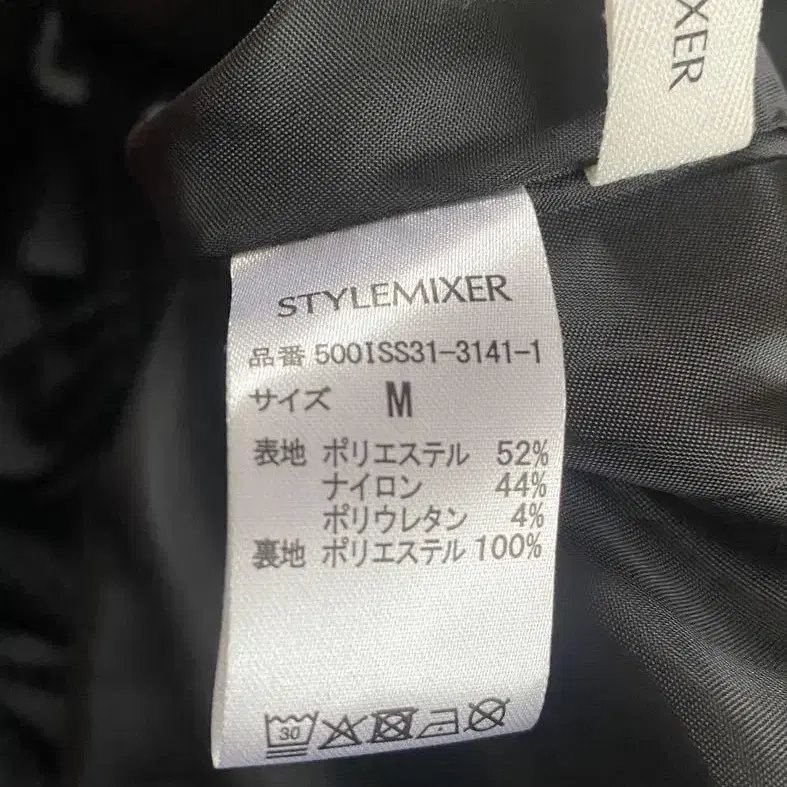 XER
STYLEMIXER
品番 500ISS31-3141-1
サイズ M
表地 ポリエステル 52%
ナイロン 44%
ポリウレタン 4%
裏地 ポリエステル 100%
30